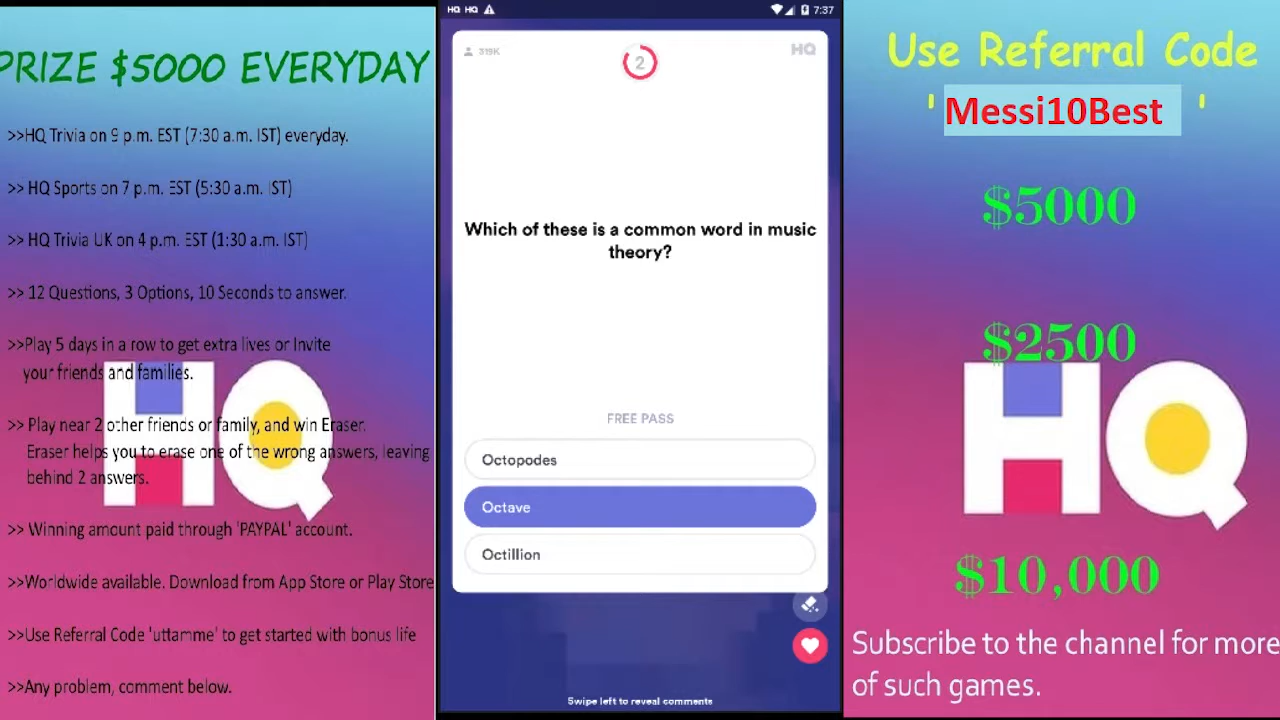 PRIZE $5000 EVERYDAY
>>HQ Trivia on 9 p.m. EST (7:30 a.m. IST) everyday.
>> HQ Sports on 7 p.m. EST (5:30 a.m. IST)
>> HQ Trivia UK on 4 p.m. EST (1:30 a.m. IST)
>> 12 Questions, 3 Options, 10 Seconds to answer.
>>Play 5 days in a row to get extra lives or Invite
your friends and families.
>> Play near 2 other friends or family, and win Eraser.
Eraser helps you to erase one of the wrong answers, leaving
behind 2 answers.
>> Winning amount paid through 'PAYPAL' account.
>>Worldwide available. Download from App Store or Play Store
>>Use Referral Code 'uttamme' to get started with bonus life
>>Any problem, comment below.
HQ
HQ HQ 7:37
319K
2
HQ
Which of these is a common word in music
theory?
FREE PASS
Octopodes
Octave
Octillion
Swipe left to reveal comments
Use Referral Code
' Messi10Best '
$5000
$2500
HQ
$10,000
Subscribe to the channel for more
of such games.